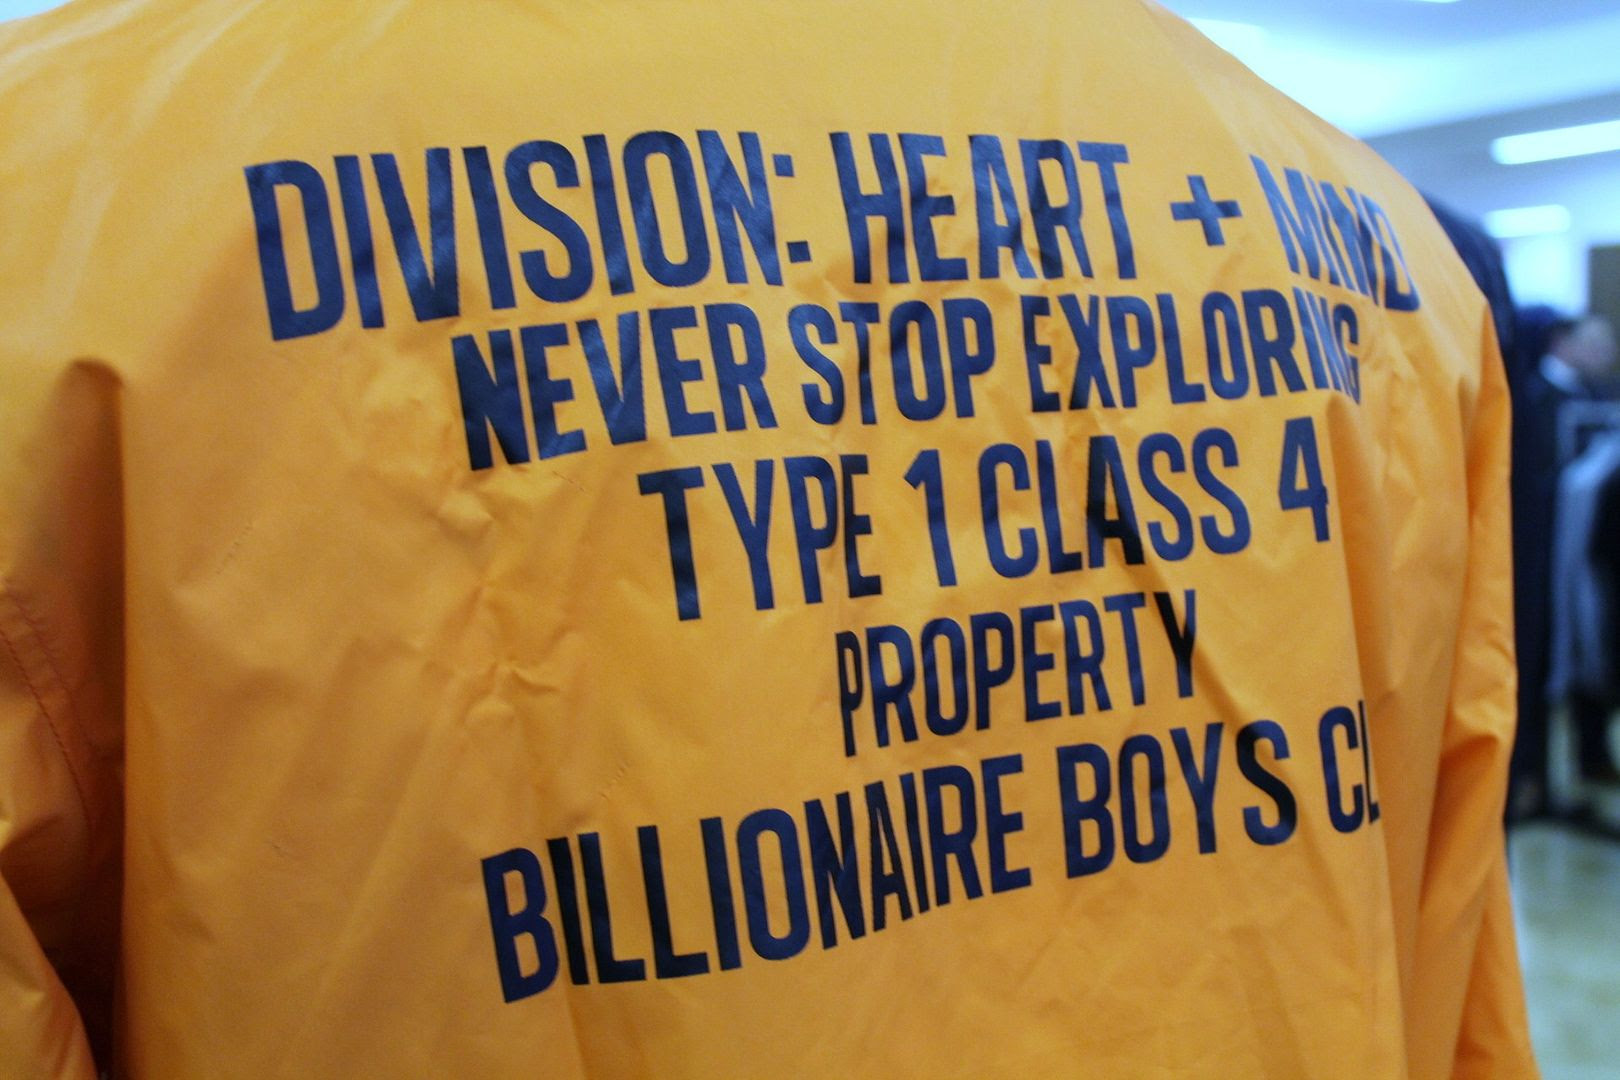 DIVISION: HEART + MIND
NEVER STOP EXPLORING
TYPE 1 CLASS 4
PROPERTY
BILLIONAIRE BOYS CL